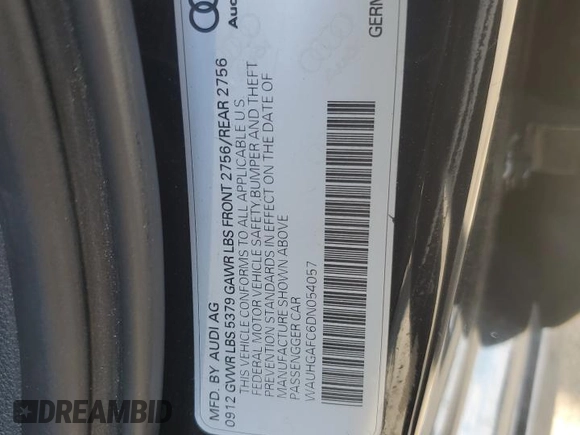 Aud
GERM
MFD. BY AUDI AG
0912 GVWR LBS 5379 GAWR LBS FRONT 2756/REAR 2756
THIS VEHICLE CONFORMS TO ALL APPLICABLE U.S.
FEDERAL MOTOR VEHICLE SAFETY, BUMPER AND THEFT
PREVENTION STANDARDS IN EFFECT ON THE DATE OF
MANUFACTURE SHOWN ABOVE
PASSENGGER CAR
WAUHGAFC6DN054057
DREAMBID